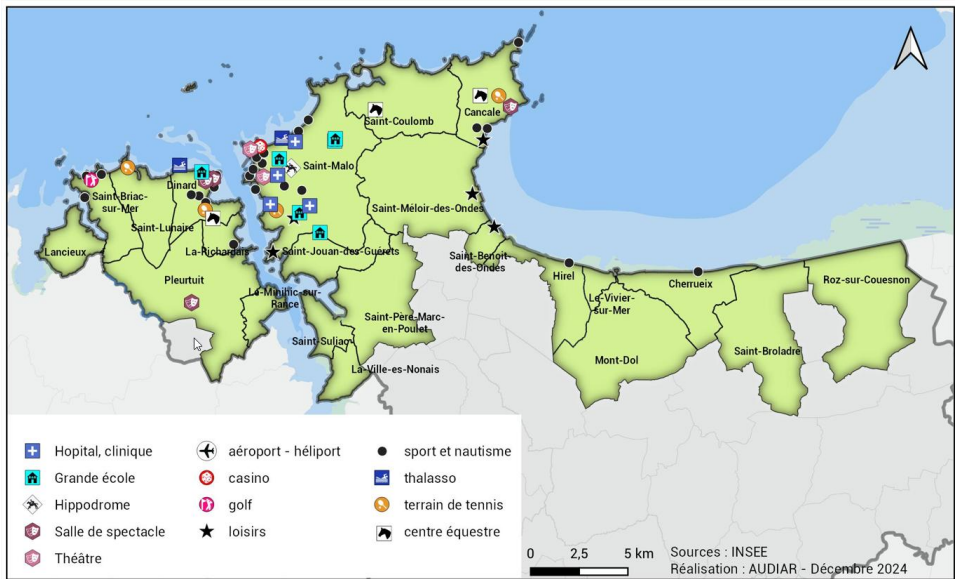 Saint-Coulomb
Cancale
Saint-Malo
Dinard
Saint-Briac-
sur-Mer
Saint-Lunaire
Saint-Méloir-des-Ondes
Lancieux
La-Richardais
Saint-Jouan-des-Guérets
Saint-Benoit
des-Ondes
Pleurtuit
Hirel
Cherrueix
Roz-sur-Couesnon
Le-Minihic-sur-
Rance
Le-Vivier-
sur-Mer
Saint-Père-Marc-
en-Poulet
Saint-Suliac
Saint-Broladre
Mont-Dol
La-Ville-es-Nonais
Hopital, clinique
Grande école
Hippodrome
Salle de spectacle
Théâtre
aéroport - héliport
casino
golf
loisirs
sport et nautisme
thalasso
terrain de tennis
centre équestre
0 2,5 5 km
Sources : INSEE
Réalisation : AUDIAR - Décembre 2024